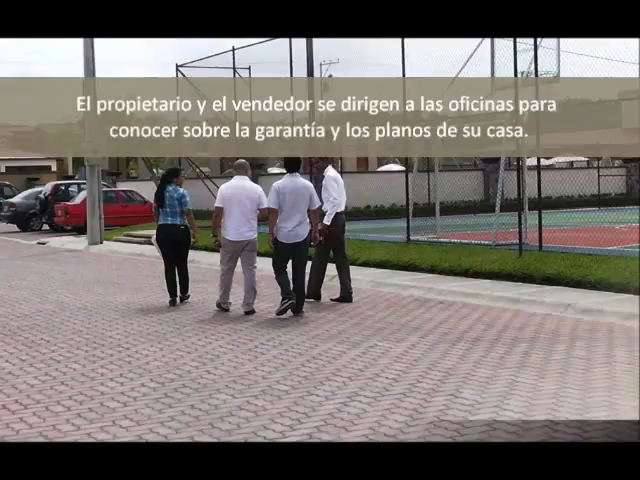 El propietario y el vendedor se dirigen a las oficinas para
conocer sobre la garantía y los planos de su casa.